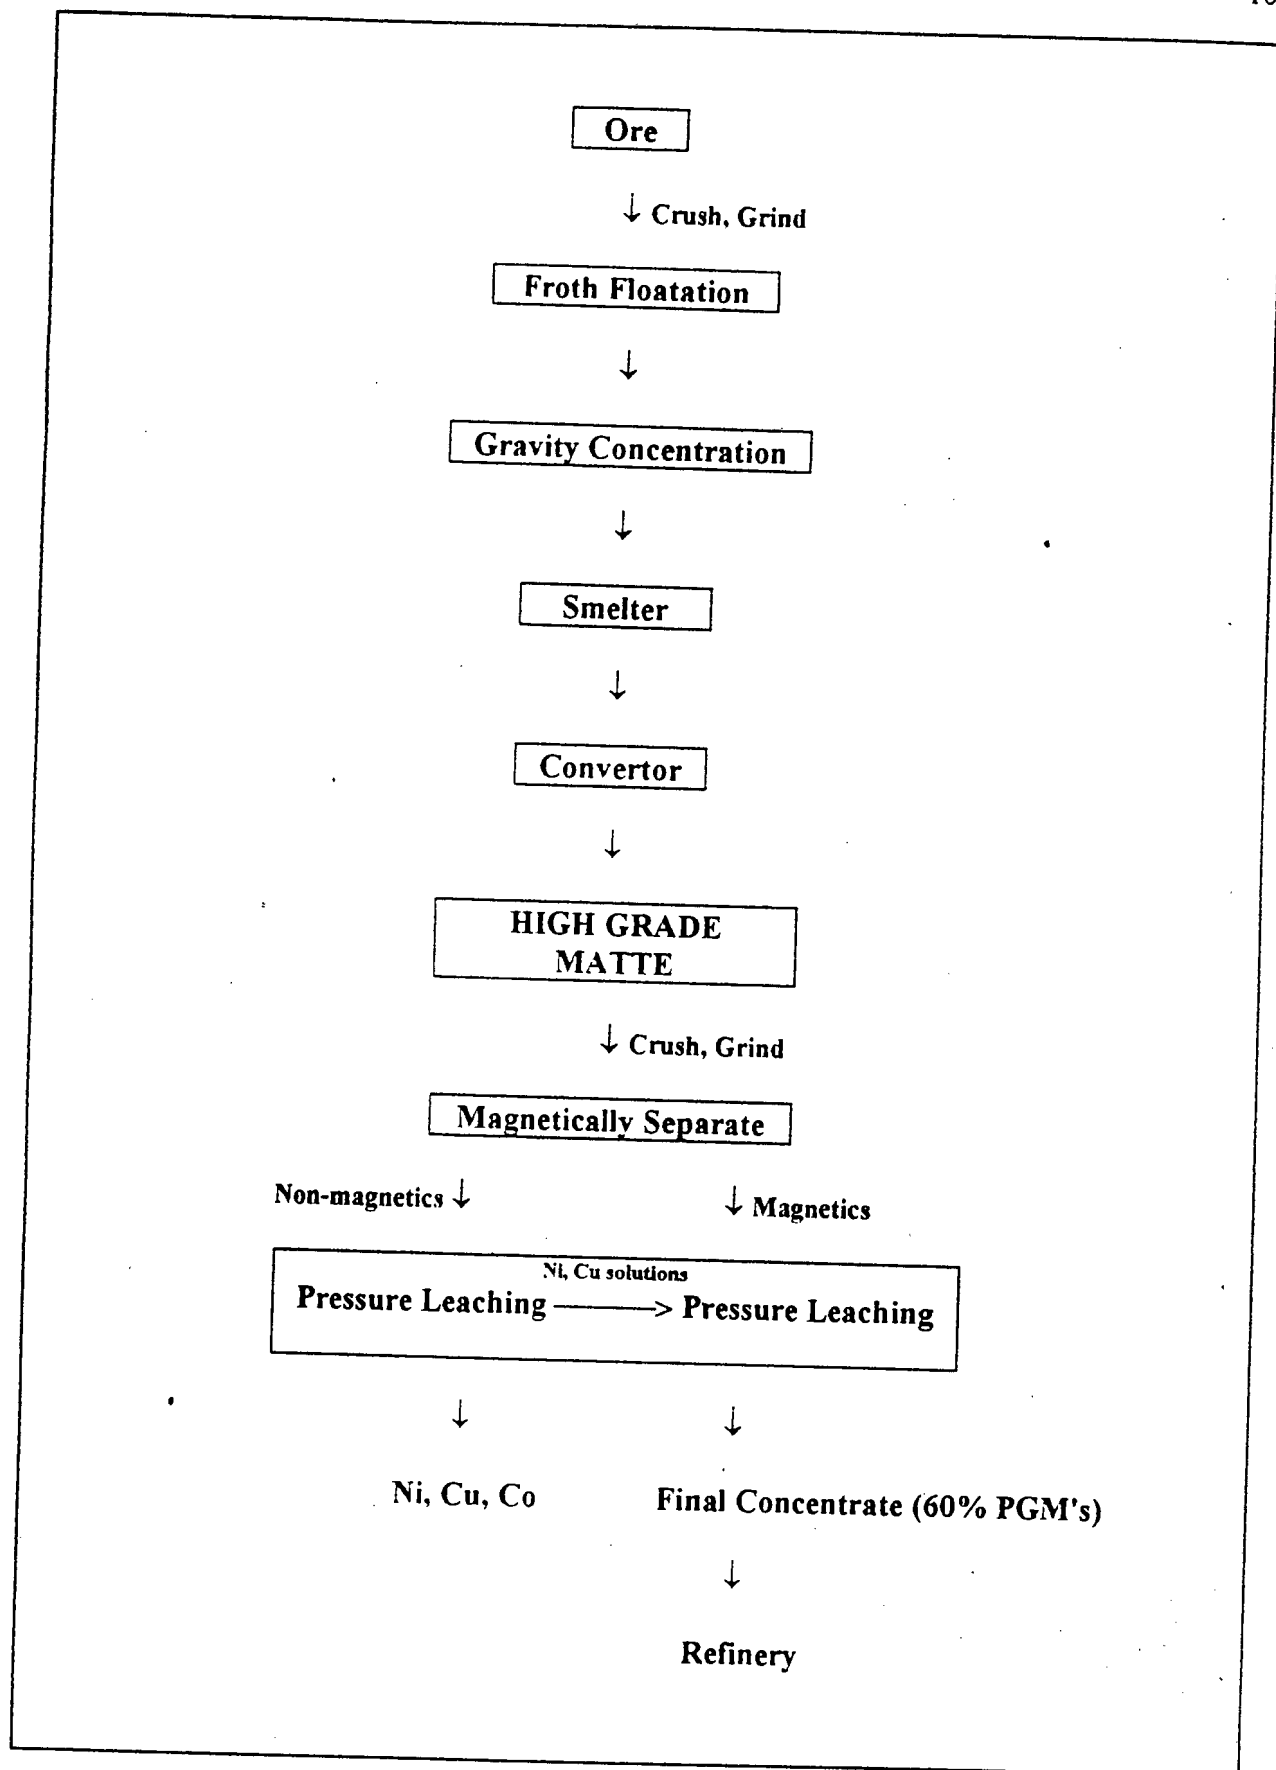 Ore
↓ Crush, Grind
Froth Floatation
↓
Gravity Concentration
↓
Smelter
↓
Convertor
↓
HIGH GRADE
MATTE
↓ Crush, Grind
Magnetically Separate
Non-magnetics ↓ ↓ Magnetics
Ni, Cu solutions
Pressure Leaching ———> Pressure Leaching
↓ ↓
Ni, Cu, Co Final Concentrate (60% PGM's)
↓
Refinery